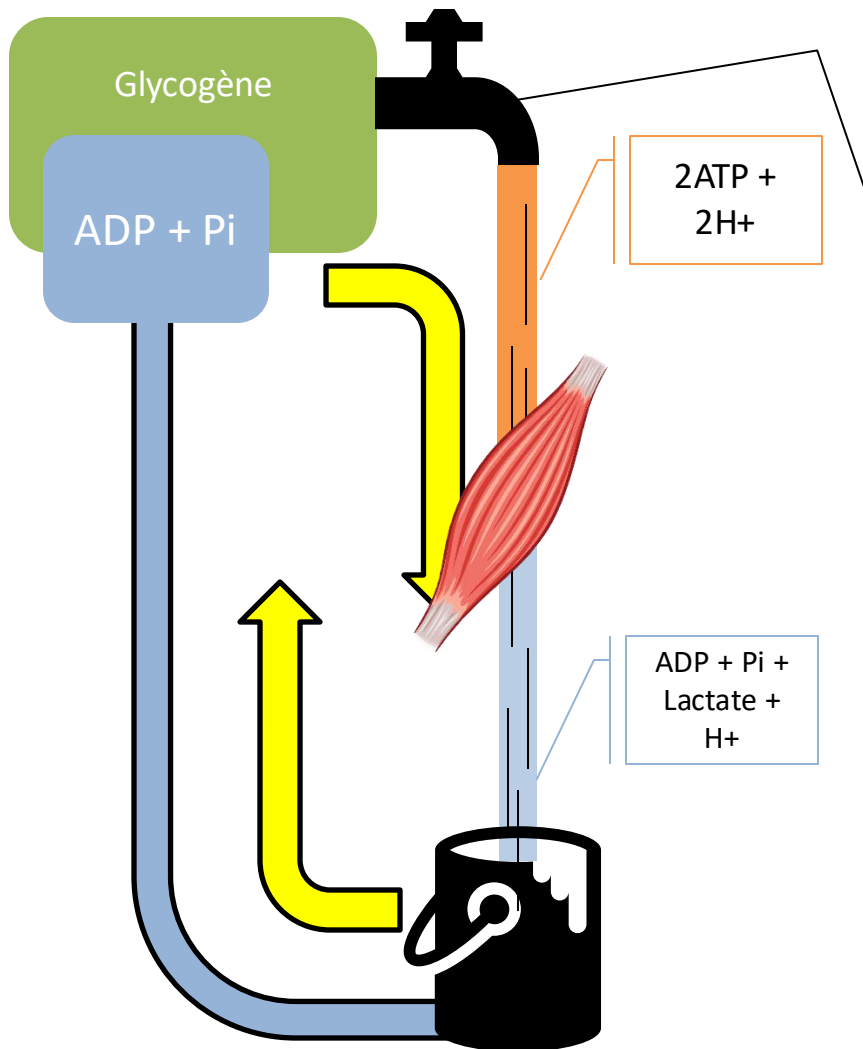 Glycogène
ADP + Pi
2ATP +
2H+
ADP + Pi +
Lactate +
H+